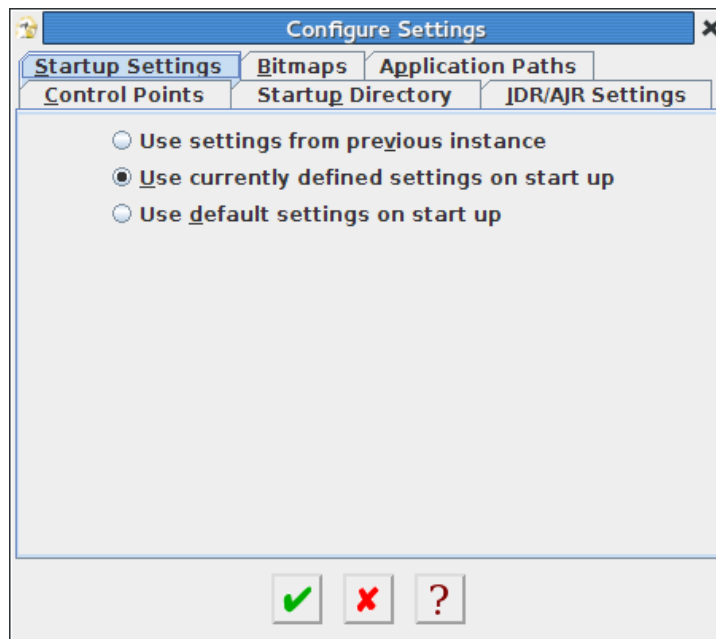 Configure Settings
Startup Settings Bitmaps Application Paths
Control Points Startup Directory JDR/AJR Settings
Use settings from previous instance
Use currently defined settings on start up
Use default settings on start up
?